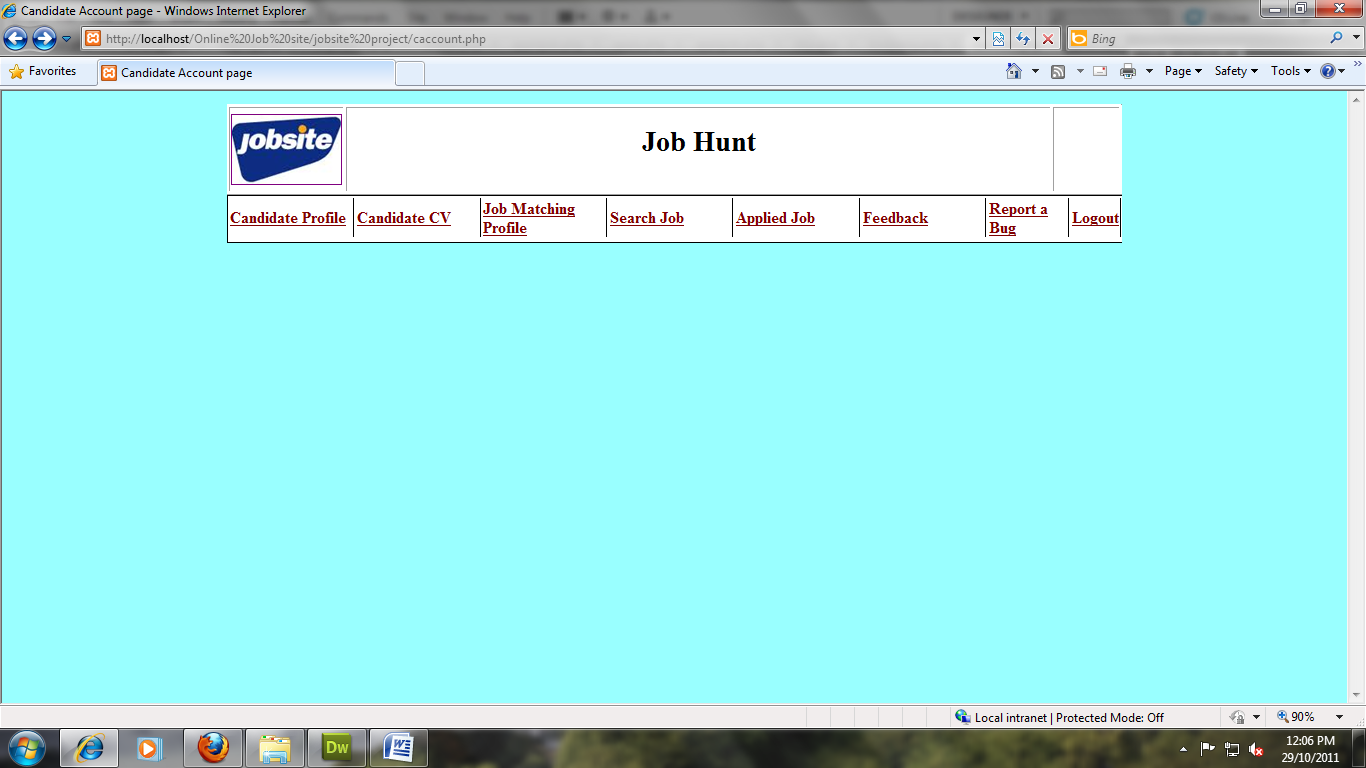 Candidate Account page - Windows Internet Explorer
http://localhost/Online%20Job%20site/jobsite%20project/caccount.php
Bing
Favorites
Candidate Account page
Page
Safety
Tools
jobsite
Job Hunt
Candidate Profile
Candidate CV
Job Matching
Profile
Search Job
Applied Job
Feedback
Report a
Bug
Logout
Local intranet | Protected Mode: Off
90%
Dw
W
12:06 PM
29/10/2011